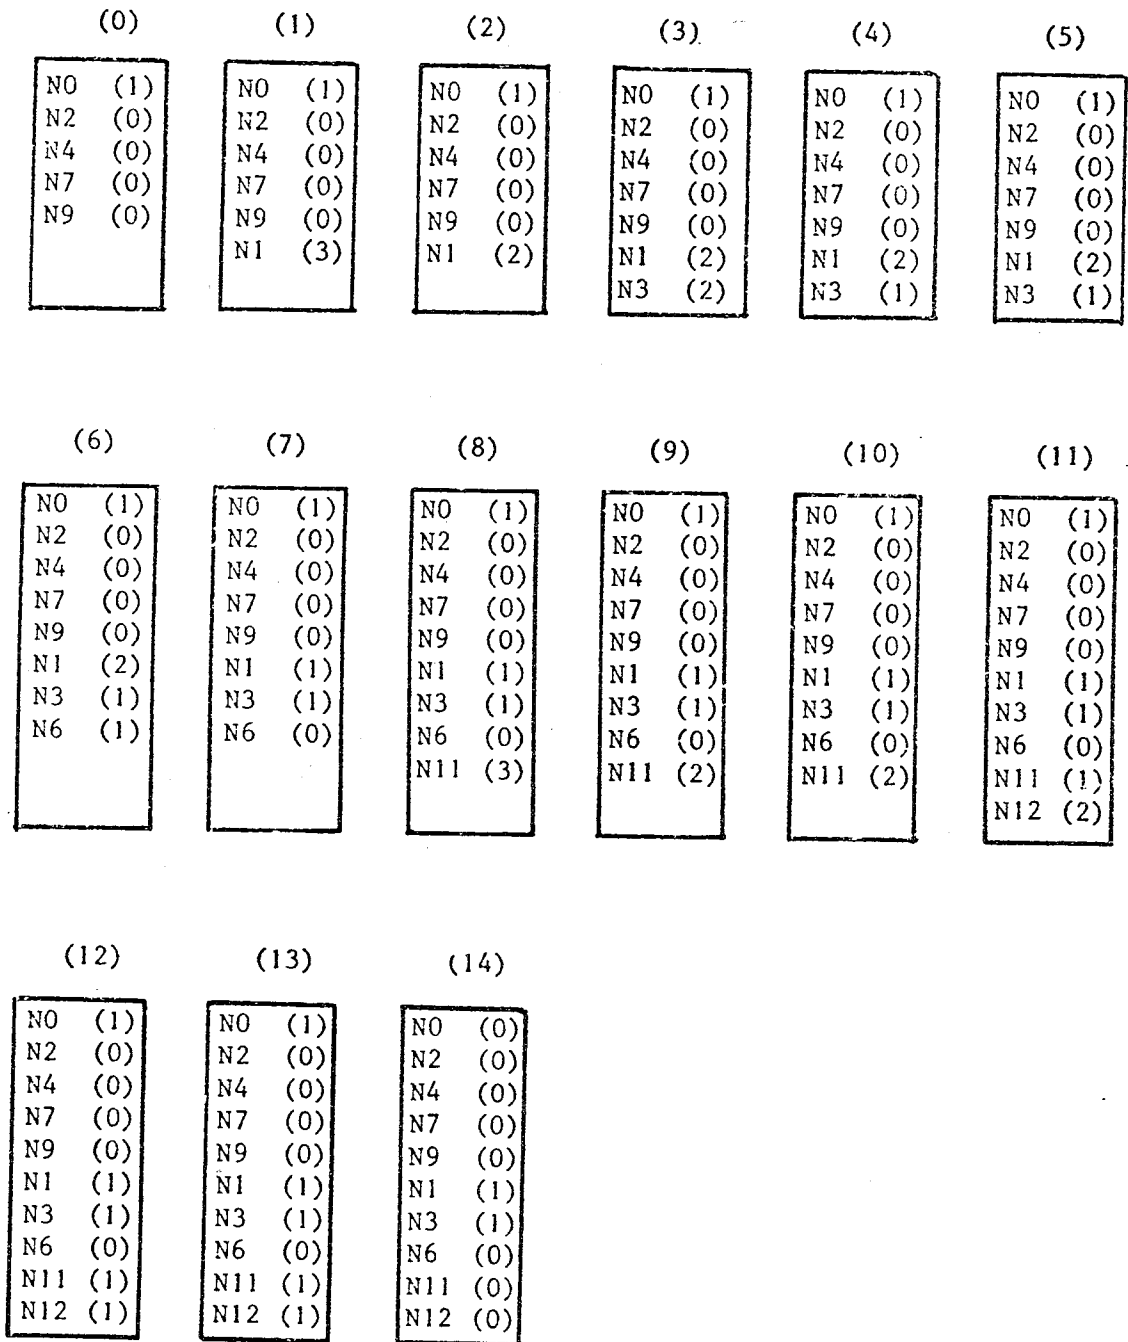 (0) (1) (2) (3) (4) (5)
N0 (1) N0 (1) N0 (1) N0 (1) N0 (1) N0 (1)
N2 (0) N2 (0) N2 (0) N2 (0) N2 (0) N2 (0)
N4 (0) N4 (0) N4 (0) N4 (0) N4 (0) N4 (0)
N7 (0) N7 (0) N7 (0) N7 (0) N7 (0) N7 (0)
N9 (0) N9 (0) N9 (0) N9 (0) N9 (0) N9 (0)
N1 (3) N1 (2) N1 (2) N1 (2) N1 (2)
N3 (2) N3 (1) N3 (1)
(6) (7) (8) (9) (10) (11)
N0 (1) N0 (1) N0 (1) N0 (1) N0 (1) N0 (1)
N2 (0) N2 (0) N2 (0) N2 (0) N2 (0) N2 (0)
N4 (0) N4 (0) N4 (0) N4 (0) N4 (0) N4 (0)
N7 (0) N7 (0) N7 (0) N7 (0) N7 (0) N7 (0)
N9 (0) N9 (0) N9 (0) N9 (0) N9 (0) N9 (0)
N1 (2) N1 (1) N1 (1) N1 (1) N1 (1) N1 (1)
N3 (1) N3 (1) N3 (1) N3 (1) N3 (1) N3 (1)
N6 (1) N6 (0) N6 (0) N6 (0) N6 (0) N6 (0)
N11 (3) N11 (2) N11 (2) N11 (1)
N12 (2)
(12) (13) (14)
N0 (1) N0 (1) N0 (0)
N2 (0) N2 (0) N2 (0)
N4 (0) N4 (0) N4 (0)
N7 (0) N7 (0) N7 (0)
N9 (0) N9 (0) N9 (0)
N1 (1) N1 (1) N1 (1)
N3 (1) N3 (1) N3 (1)
N6 (0) N6 (0) N6 (0)
N11 (1) N11 (1) N11 (0)
N12 (1) N12 (1) N12 (0)